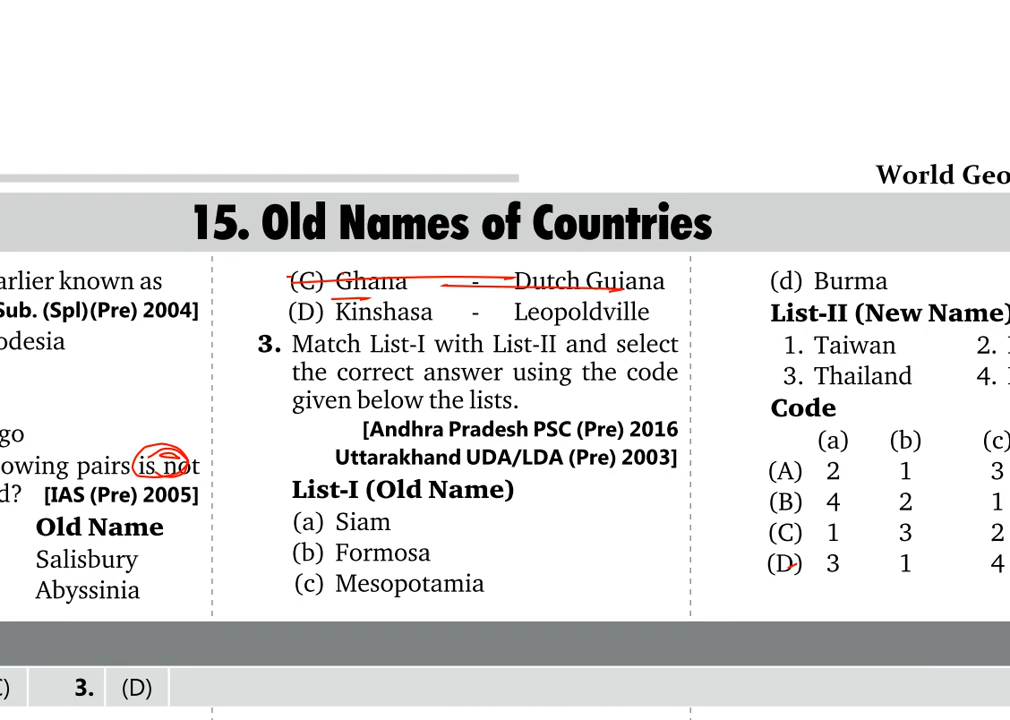 World Geo
15. Old Names of Countries
arlier known as
Sub. (Spl)(Pre) 2004]
odesia
go
owing pairs is not
d? [IAS (Pre) 2005]
Old Name
Salisbury
Abyssinia
(C) Ghana - Dutch Guiana
(D) Kinshasa - Leopoldville
3. Match List-I with List-II and select
the correct answer using the code
given below the lists.
[Andhra Pradesh PSC (Pre) 2016
Uttarakhand UDA/LDA (Pre) 2003]
List-I (Old Name)
(a) Siam
(b) Formosa
(c) Mesopotamia
(d) Burma
List-II (New Name)
1. Taiwan 2.
3. Thailand 4.
Code
(a) (b) (c)
(A) 2 1 3
(B) 4 2 1
(C) 1 3 2
(D) 3 1 4
C) 3. (D)